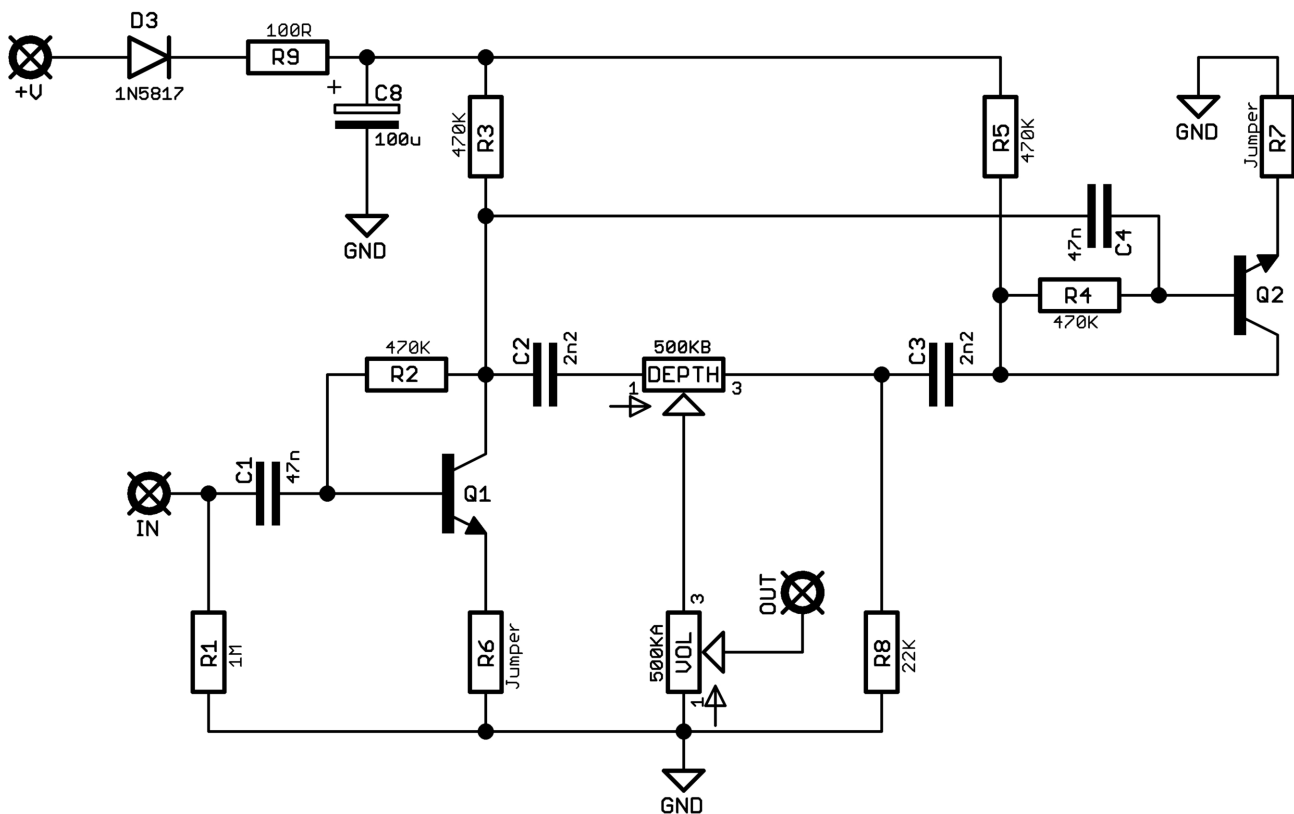 D3
100R
R9
+V
1N5817
+
C8
100u
GND
470K
R3
R5
470K
GND
Jumper
R7
47n
C4
R4
470K
Q2
470K
R2
C2
2n2
500KB
DEPTH
1
3
C3
2n2
C1
47n
IN
Q1
OUT
R1
1M
R6
Jumper
3
500KA
VOL
1
R8
22K
GND